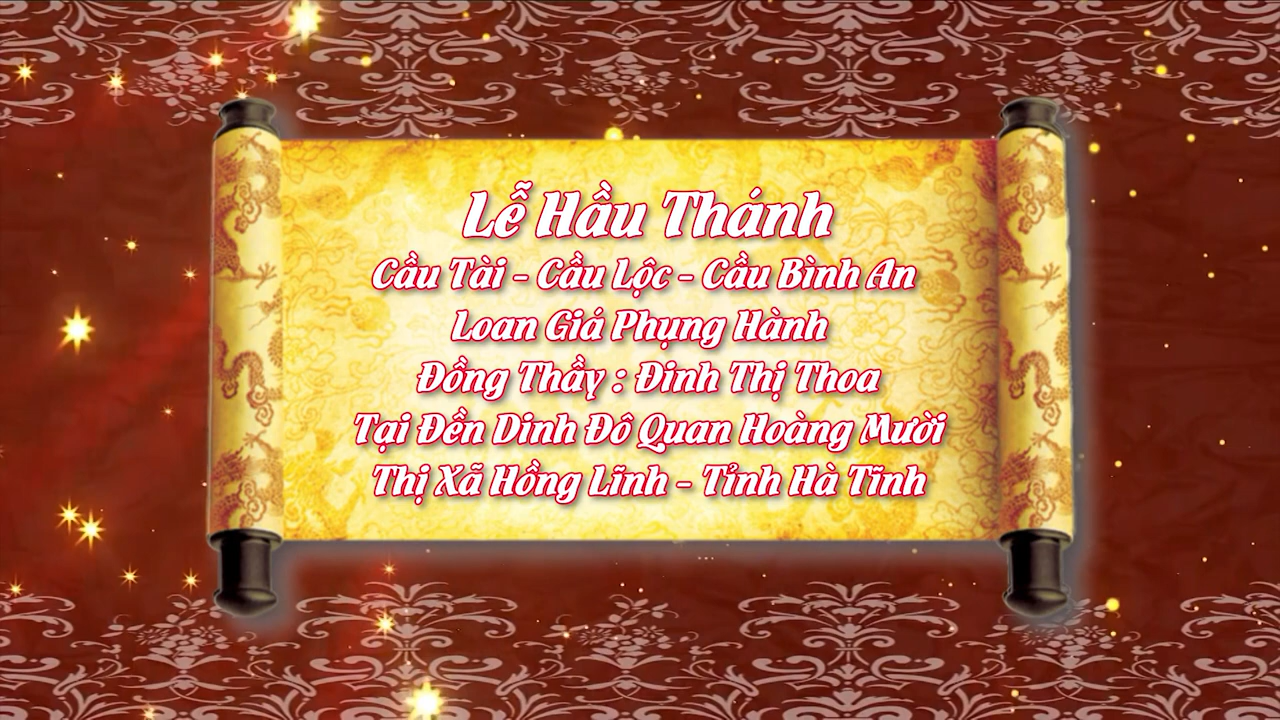 Lễ Hầu Thánh
Cầu Tài - Cầu Lộc - Cầu Bình An
Loan Giá Phụng Hành
Đồng Thầy : Đinh Thị Thoa
Tại Đền Dinh Đô Quan Hoàng Mười
Thị Xã Hồng Lĩnh - Tỉnh Hà Tĩnh